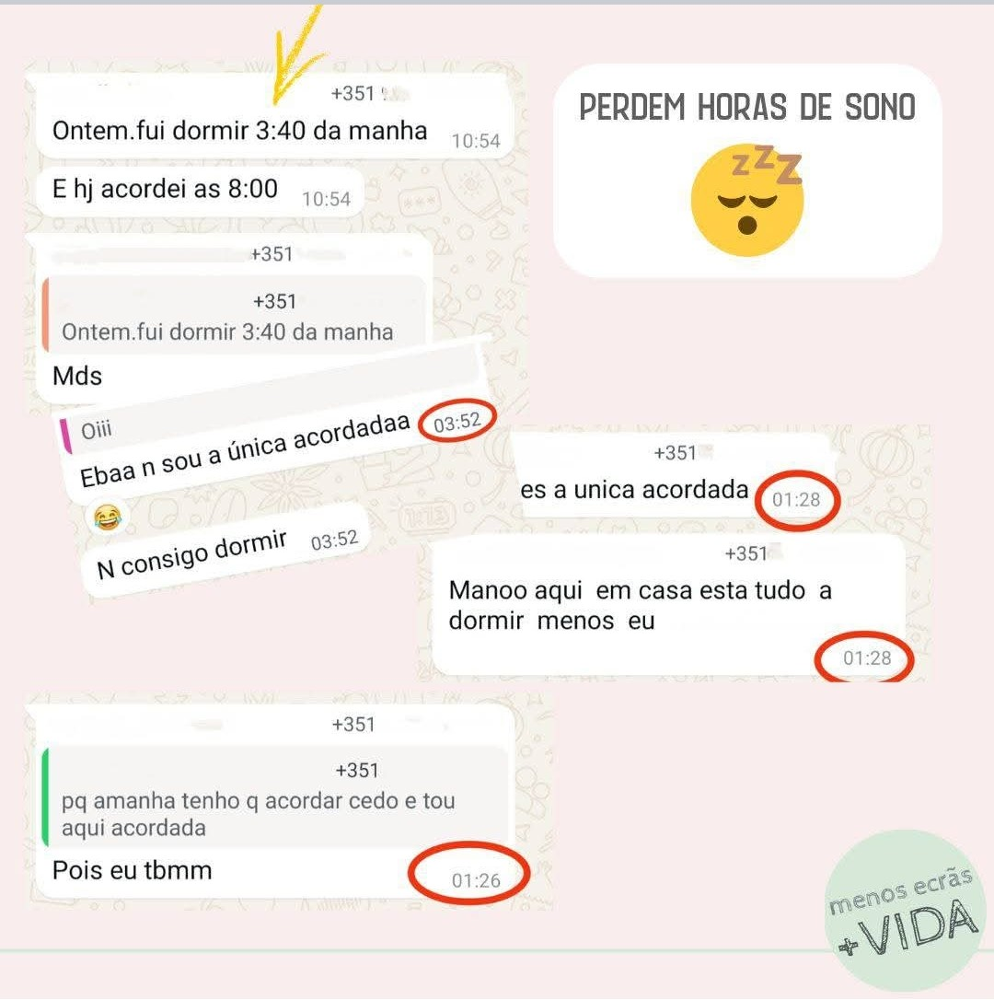 +351
Ontem.fui dormir 3:40 da manha
10:54
E hj acordei as 8:00
10:54
+351
+351
Ontem.fui dormir 3:40 da manha
Mds
Oiii
Ebaa n sou a única acordadaa
03:52
N consigo dormir
03:52
PERDEM HORAS DE SONO
zzz
+351
es a unica acordada
01:28
+351
Manoo aqui em casa esta tudo a
dormir menos eu
01:28
+351
+351
pq amanha tenho q acordar cedo e tou
aqui acordada
Pois eu tbmm
01:26
menos ecrãs
+VIDA